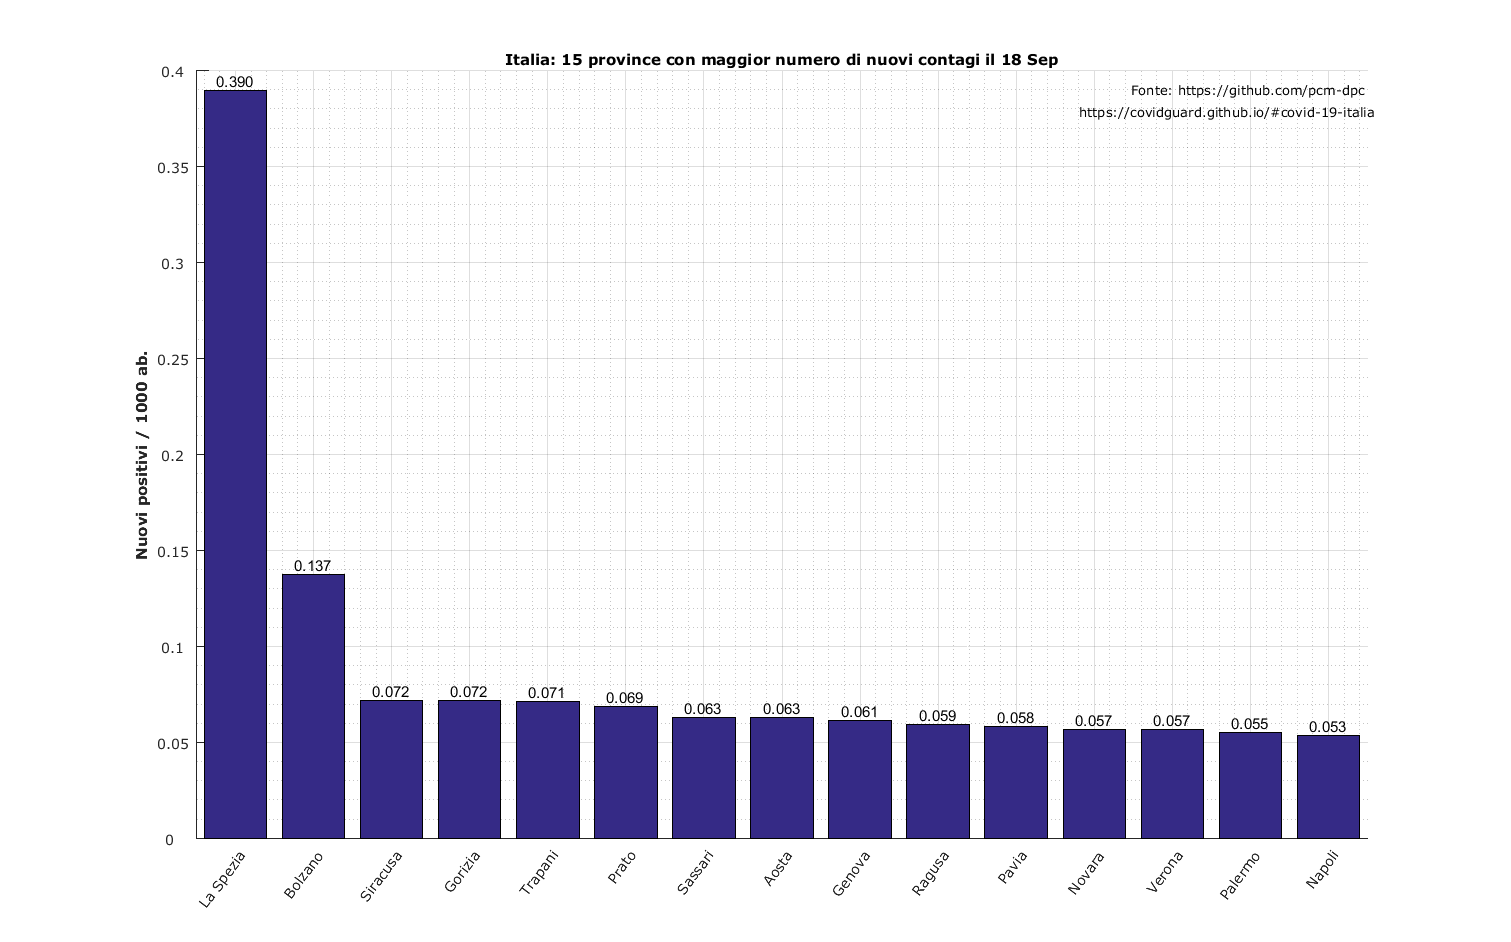 Italia: 15 province con maggior numero di nuovi contagi il 18 Sep
Fonte: https://github.com/pcm-dpc
https://covidguard.github.io/#covid-19-italia
Nuovi positivi / 1000 ab.
0.4
0.35
0.3
0.25
0.2
0.15
0.1
0.05
0
0.390
0.137
0.072
0.072
0.071
0.069
0.063
0.063
0.061
0.059
0.058
0.057
0.057
0.055
0.053
La Spezia
Bolzano
Siracusa
Gorizia
Trapani
Prato
Sassari
Aosta
Genova
Ragusa
Pavia
Novara
Verona
Palermo
Napoli